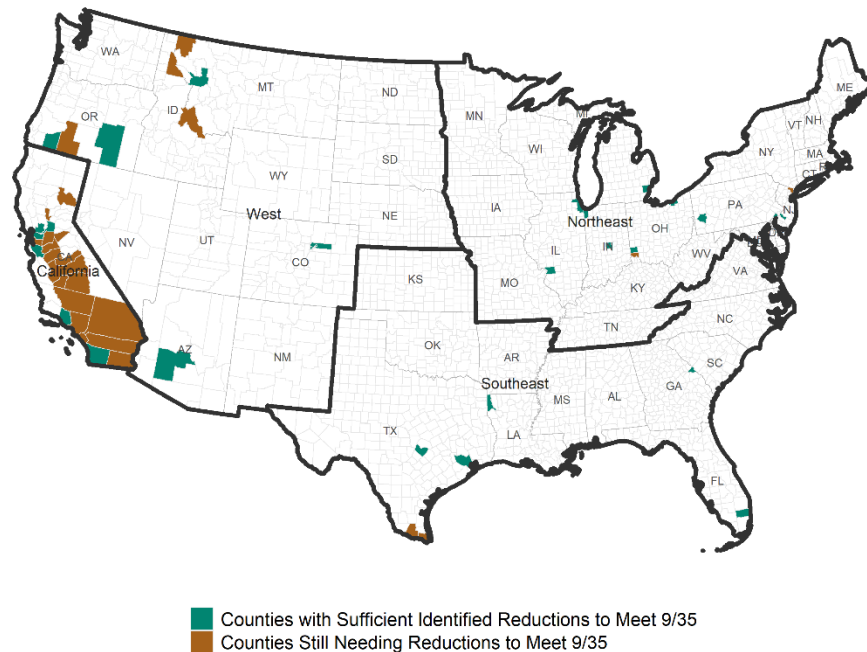 WA
MT
ND
MN
ME
OR
ID
MI
VT
NH
WI
NY
MA
SD
CT
WY
IA
PA
NE
West
Northeast
OH
N
NV
UT
IL
IN
CA
California
CO
WV
VA
KS
MO
KY
NC
TN
AZ
NM
OK
AR
SC
Southeast
GA
MS
AL
TX
LA
FL
Counties with Sufficient Identified Reductions to Meet 9/35
Counties Still Needing Reductions to Meet 9/35